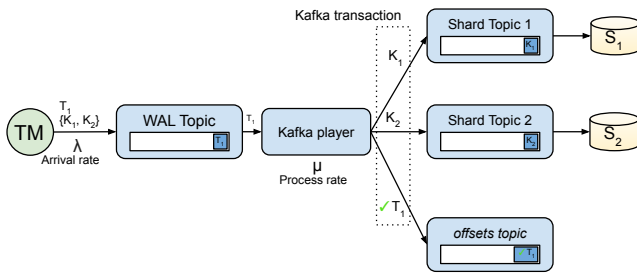 Kafka transaction
Shard Topic 1
K1
K1
S1
TM
T1
{K1, K2}
λ
Arrival rate
WAL Topic
T1
T1
Kafka player
μ
Process rate
K2
Shard Topic 2
K2
S2
✓T1
offsets topic
✓T1